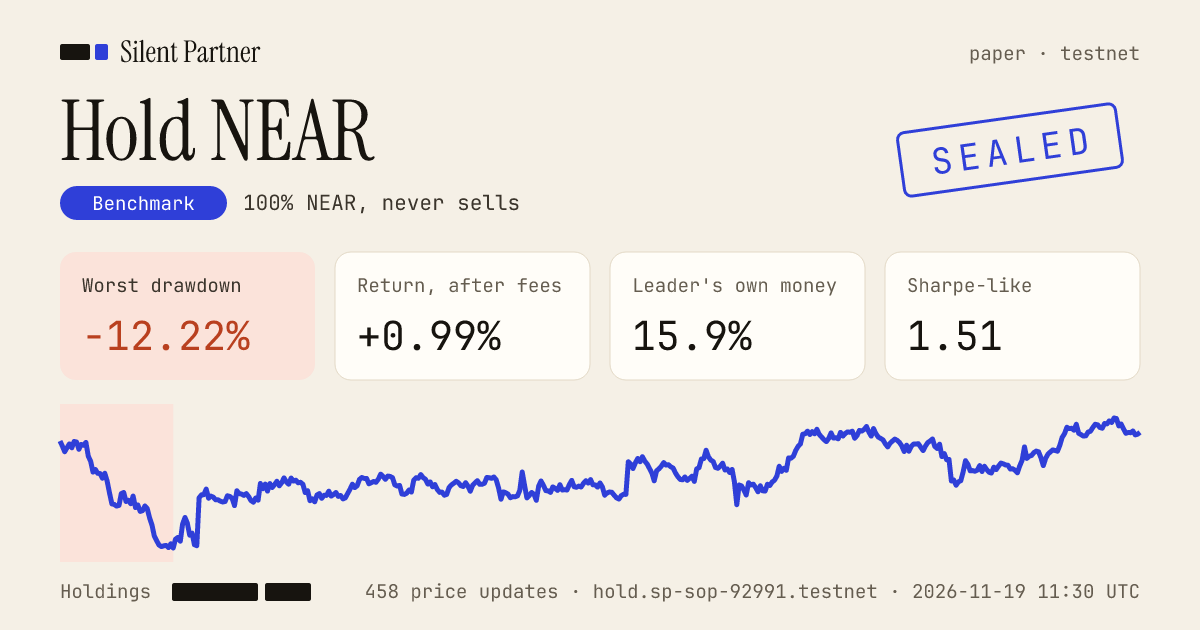 Silent Partner
paper · testnet
Hold NEAR
SEALED
Benchmark
100% NEAR, never sells
Worst drawdown
-12.22%
Return, after fees
+0.99%
Leader's own money
15.9%
Sharpe-like
1.51
Holdings
458 price updates · hold.sp-sop-92991.testnet · 2026-11-19 11:30 UTC